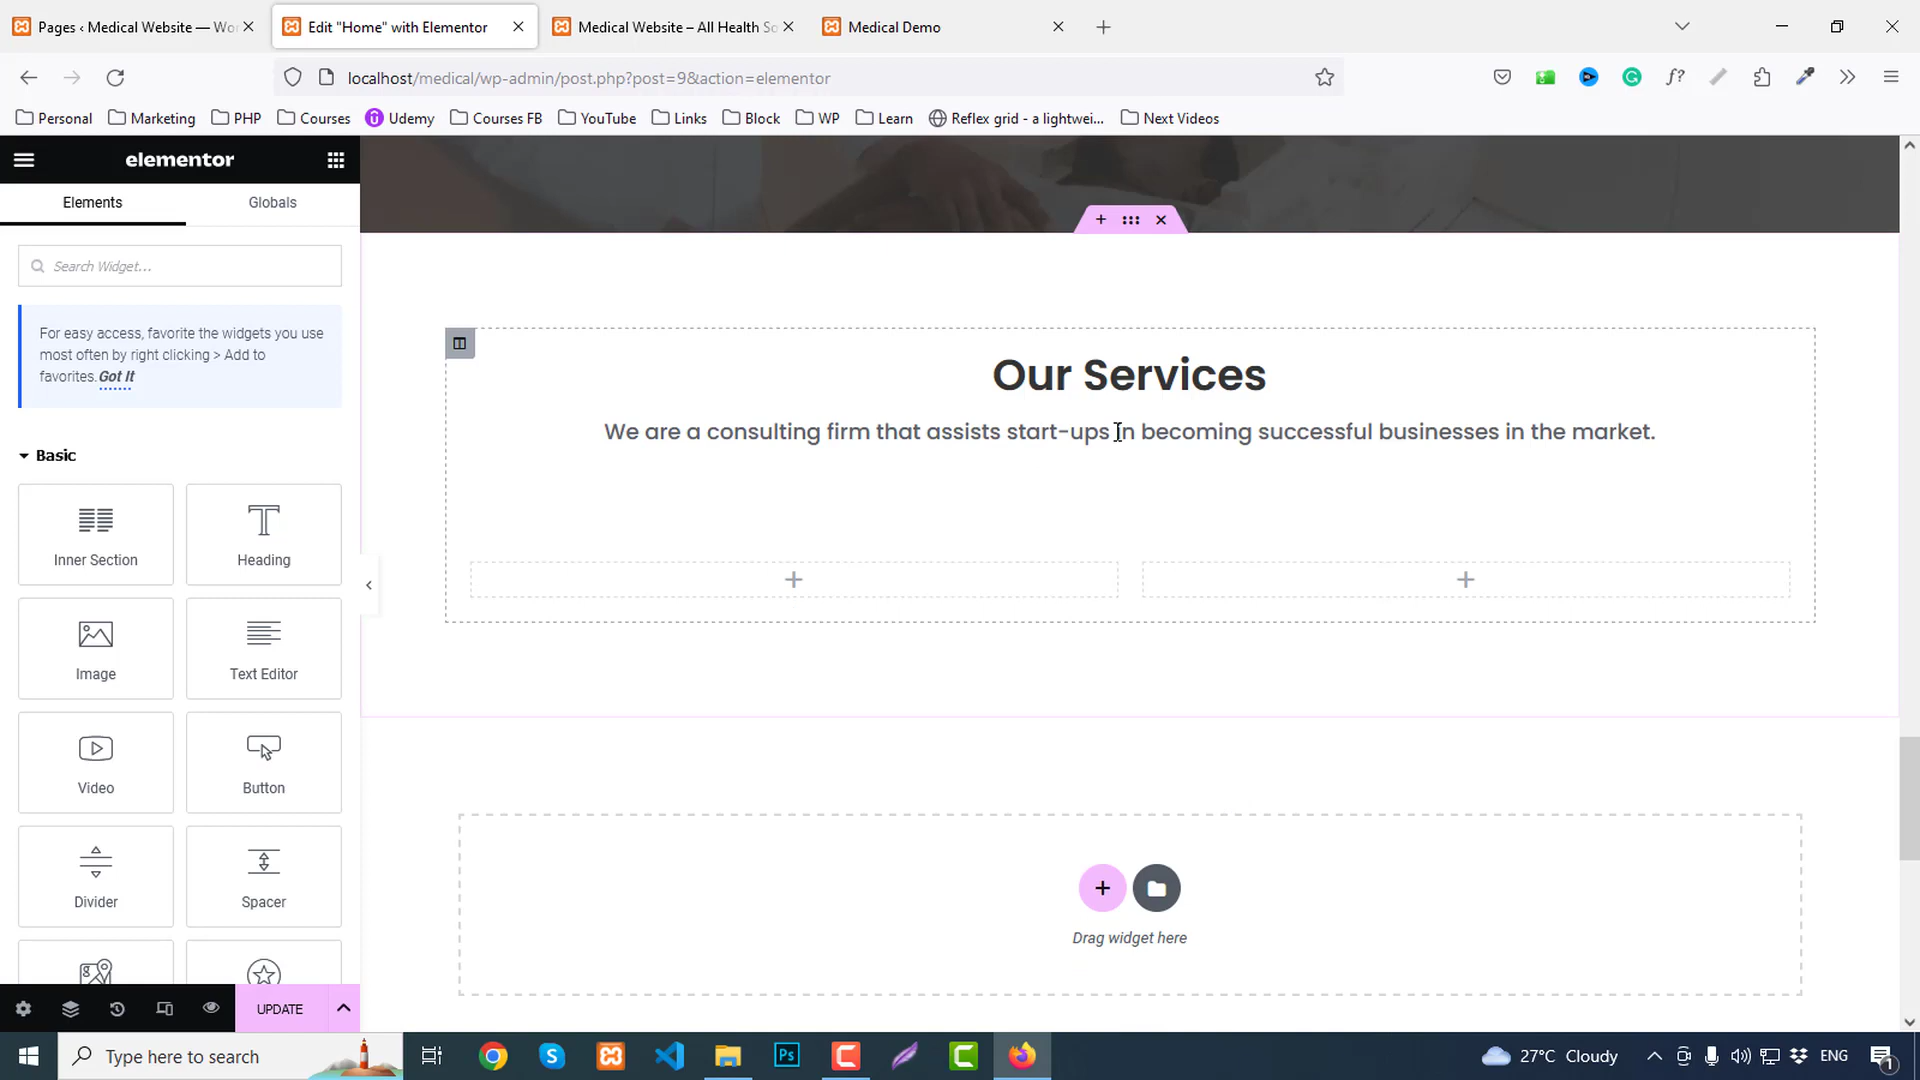 Pages ‹ Medical Website — Wor
Edit "Home" with Elementor
Medical Website – All Health So
Medical Demo
localhost/medical/wp-admin/post.php?post=9&action=elementor
Personal
Marketing
PHP
Courses
Udemy
Courses FB
YouTube
Links
Block
WP
Learn
Reflex grid - a lightwei...
Next Videos
elementor
Elements
Globals
Search Widget...
For easy access, favorite the widgets you use
most often by right clicking > Add to
favorites. Got It
Basic
Inner Section
Heading
Image
Text Editor
Video
Button
Divider
Spacer
UPDATE
Our Services
We are a consulting firm that assists start-ups in becoming successful businesses in the market.
Drag widget here
Type here to search
Ps
27°C Cloudy
ENG
1